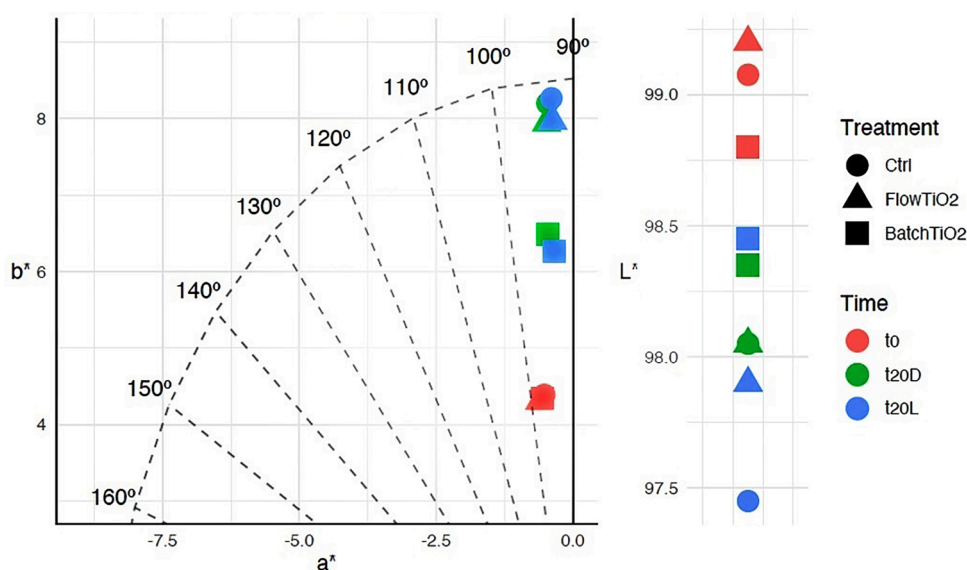 90º
100º
110º
120º
130º
140º
150º
160º
8
6
4
b*
-7.5
-5.0
-2.5
0.0
a*
99.0
98.5
98.0
97.5
L*
Treatment
Ctrl
FlowTiO2
BatchTiO2
Time
t0
t20D
t20L